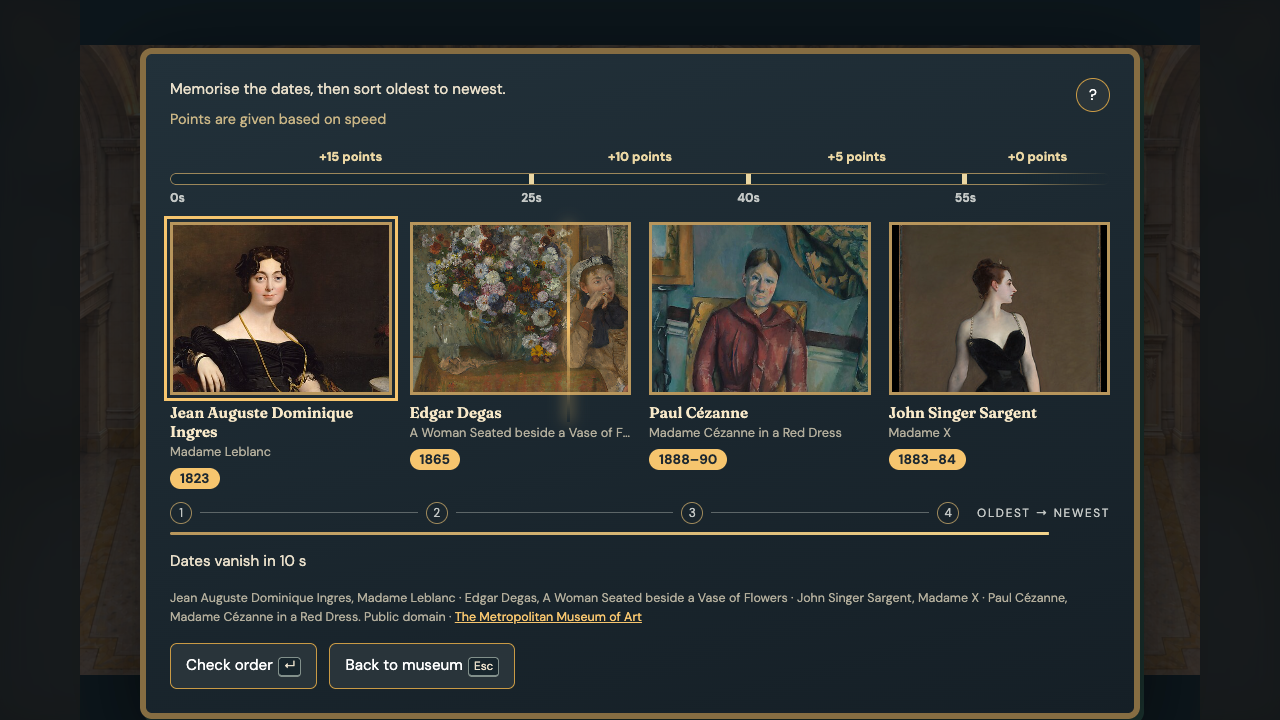 Memorise the dates, then sort oldest to newest.
?
Points are given based on speed
+15 points
+10 points
+5 points
+0 points
0s
25s
40s
55s
Jean Auguste Dominique
Ingres
Madame Leblanc
1823
Edgar Degas
A Woman Seated beside a Vase of F...
1865
Paul Cézanne
Madame Cézanne in a Red Dress
1888–90
John Singer Sargent
Madame X
1883–84
1 2 3 4 OLDEST → NEWEST
Dates vanish in 10 s
Jean Auguste Dominique Ingres, Madame Leblanc · Edgar Degas, A Woman Seated beside a Vase of Flowers · John Singer Sargent, Madame X · Paul Cézanne,
Madame Cézanne in a Red Dress. Public domain · The Metropolitan Museum of Art
Check order ↵
Back to museum Esc